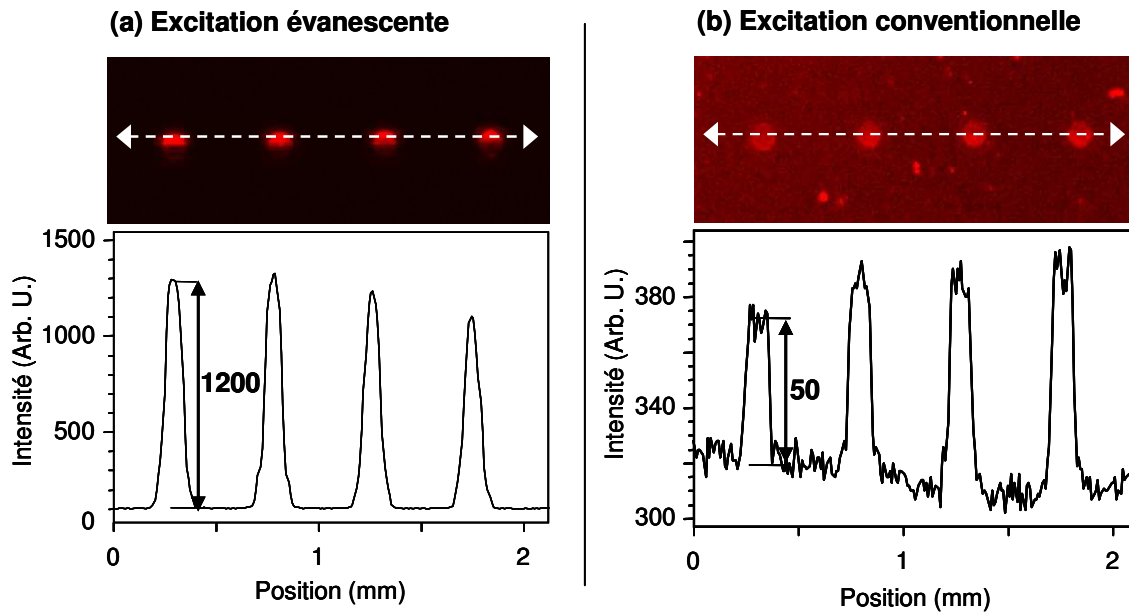 (a) Excitation évanescente
1500
1000
500
0
Intensité (Arb. U.)
1200
0
1
2
Position (mm)
(b) Excitation conventionnelle
380
340
300
Intensité (Arb. U.)
50
0
1
2
Position (mm)